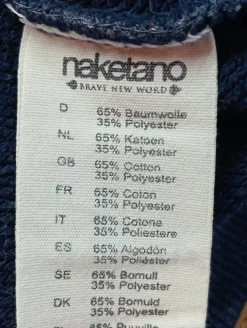 naketano
BRAVE NEW WORLD
D 65% Baumwolle
35% Polyester
NL 65% Katoen
35% Polyester
GB 65% Cotton
35% Polyester
FR 65% Coton
35% Polyester
IT 65% Cotone
35% Poliestere
ES 65% Algodón
35% Poliéster
SE 65% Bomull
35% Polyester
DK 65% Bomuld
35% Polyester
65% Puuvilla